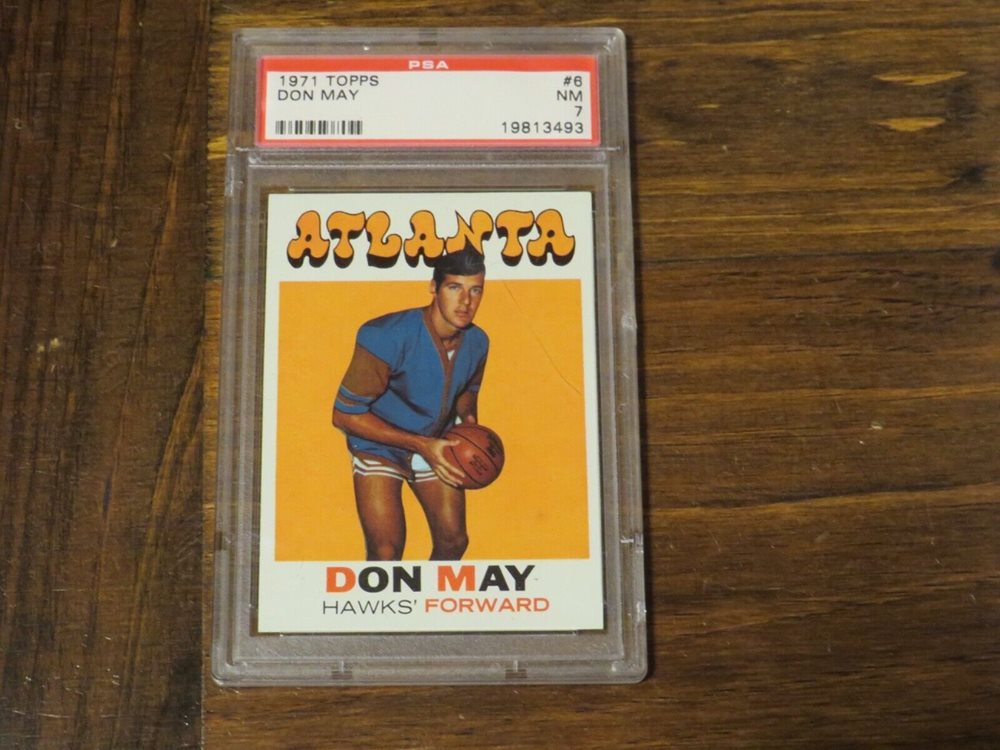 PSA
1971 TOPPS #6
DON MAY NM
7
19813493
ATLANTA
DON MAY
HAWKS' FORWARD